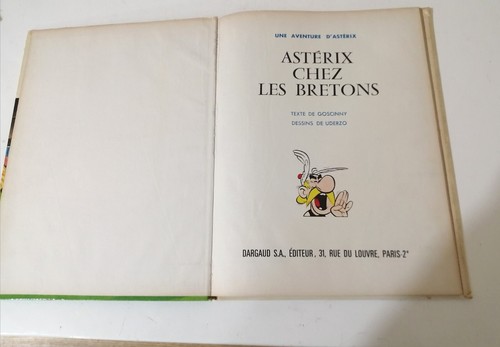 UNE AVENTURE D'ASTÉRIX
ASTÉRIX
CHEZ
LES BRETONS
TEXTE DE GOSCINNY
DESSINS DE UDERZO
DARGAUD S.A., ÉDITEUR, 31, RUE DU LOUVRE, PARIS-2e